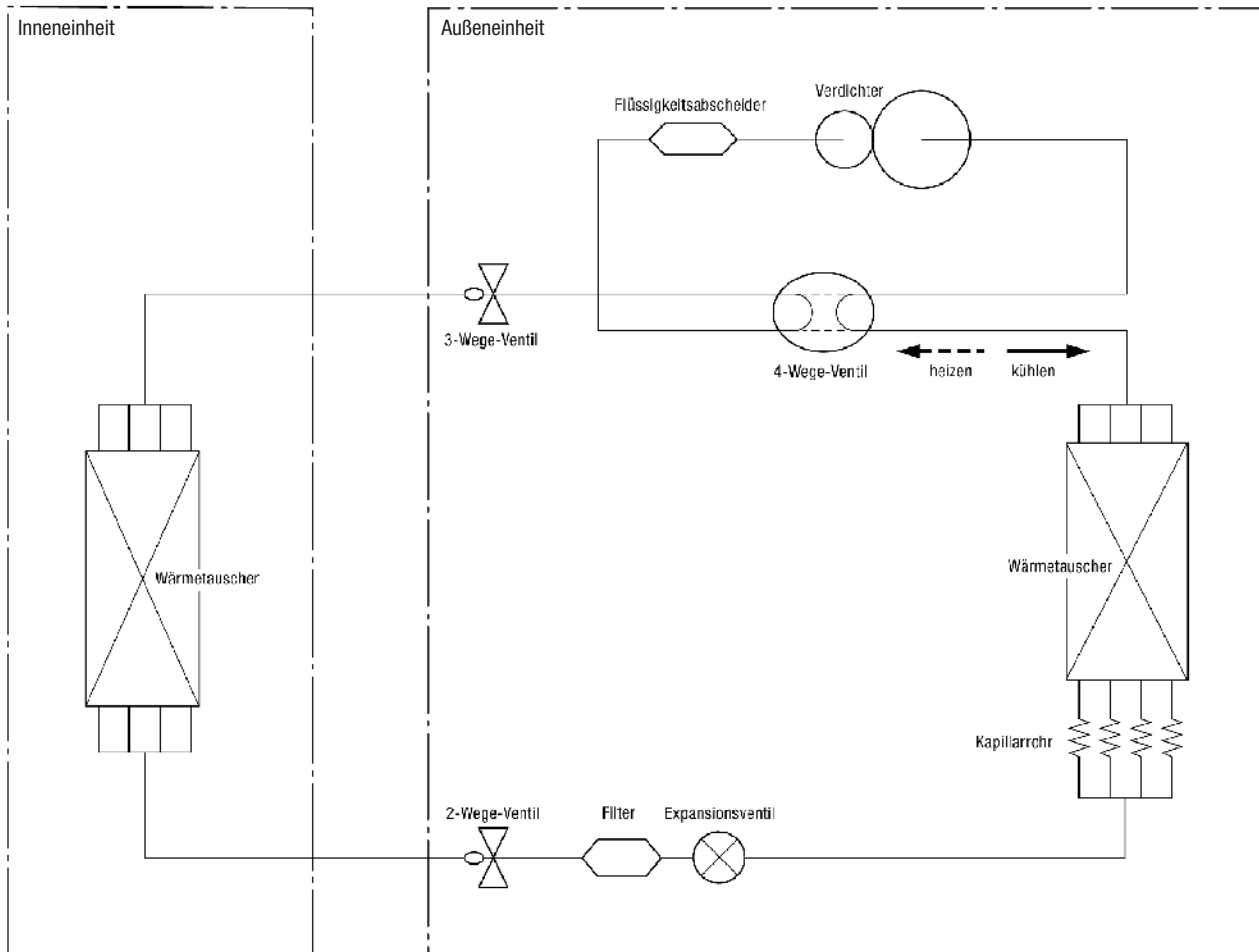 Inneneinheit
Außeneinheit
Verdichter
Flüssigkeitsabscheider
3-Wege-Ventil
4-Wege-Ventil
heizen
kühlen
Wärmetauscher
Wärmetauscher
Kapillarrohr
2-Wege-Ventil
Filter
Expansionsventil